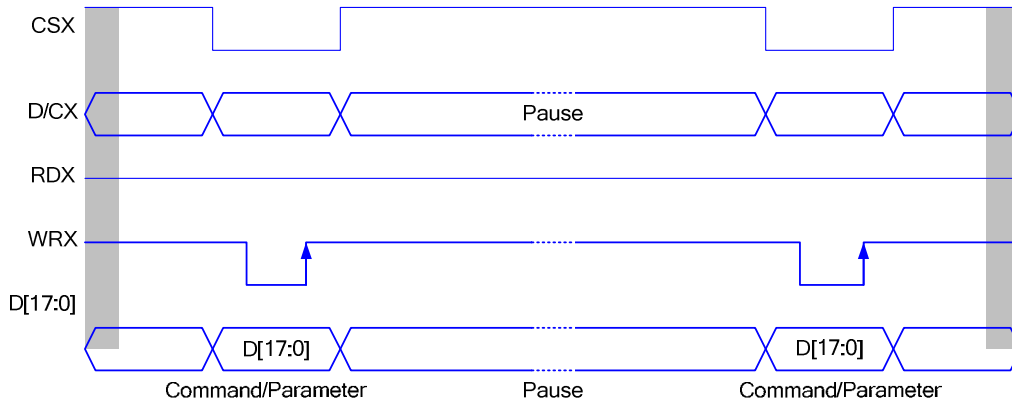 CSX
D/CX
Pause
RDX
WRX
D[17:0]
D[17:0] D[17:0]
Command/Parameter Pause Command/Parameter